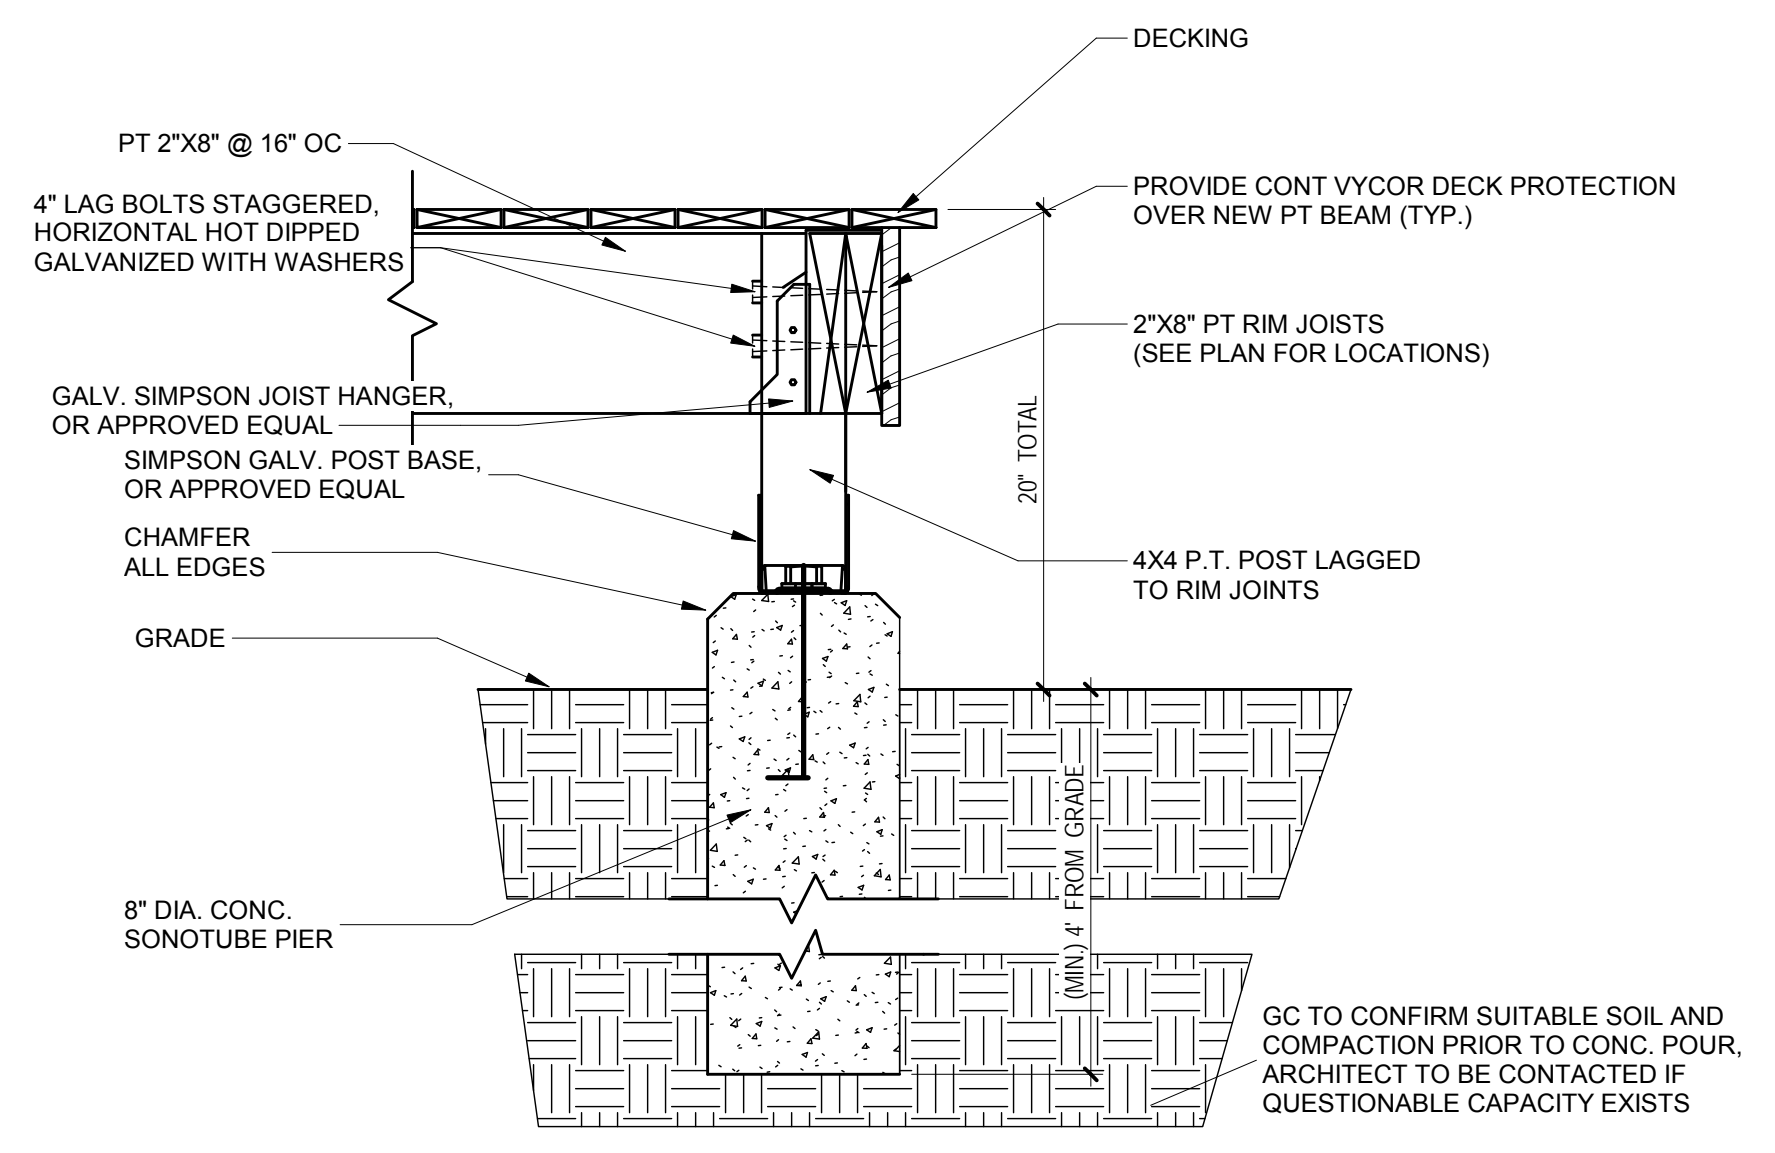 DECKING
PT 2"X8" @ 16" OC
4" LAG BOLTS STAGGERED,
HORIZONTAL HOT DIPPED
GALVANIZED WITH WASHERS
PROVIDE CONT VYCOR DECK PROTECTION
OVER NEW PT BEAM (TYP.)
2"X8" PT RIM JOISTS
(SEE PLAN FOR LOCATIONS)
GALV. SIMPSON JOIST HANGER,
OR APPROVED EQUAL
20" TOTAL
SIMPSON GALV. POST BASE,
OR APPROVED EQUAL
CHAMFER
ALL EDGES
4X4 P.T. POST LAGGED
TO RIM JOINTS
GRADE
(MIN.) 4' FROM GRADE
8" DIA. CONC.
SONOTUBE PIER
GC TO CONFIRM SUITABLE SOIL AND
COMPACTION PRIOR TO CONC. POUR,
ARCHITECT TO BE CONTACTED IF
QUESTIONABLE CAPACITY EXISTS